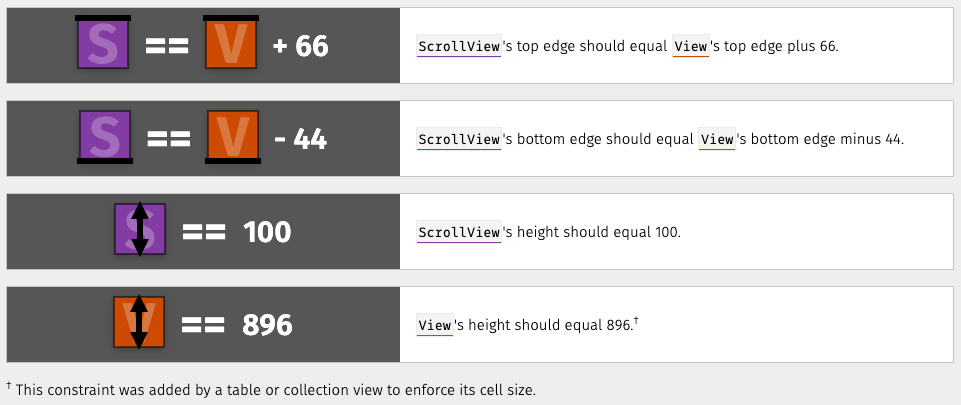 S == V + 66
ScrollView's top edge should equal View's top edge plus 66.
S == V - 44
ScrollView's bottom edge should equal View's bottom edge minus 44.
S == 100
ScrollView's height should equal 100.
V == 896
View's height should equal 896.†
† This constraint was added by a table or collection view to enforce its cell size.